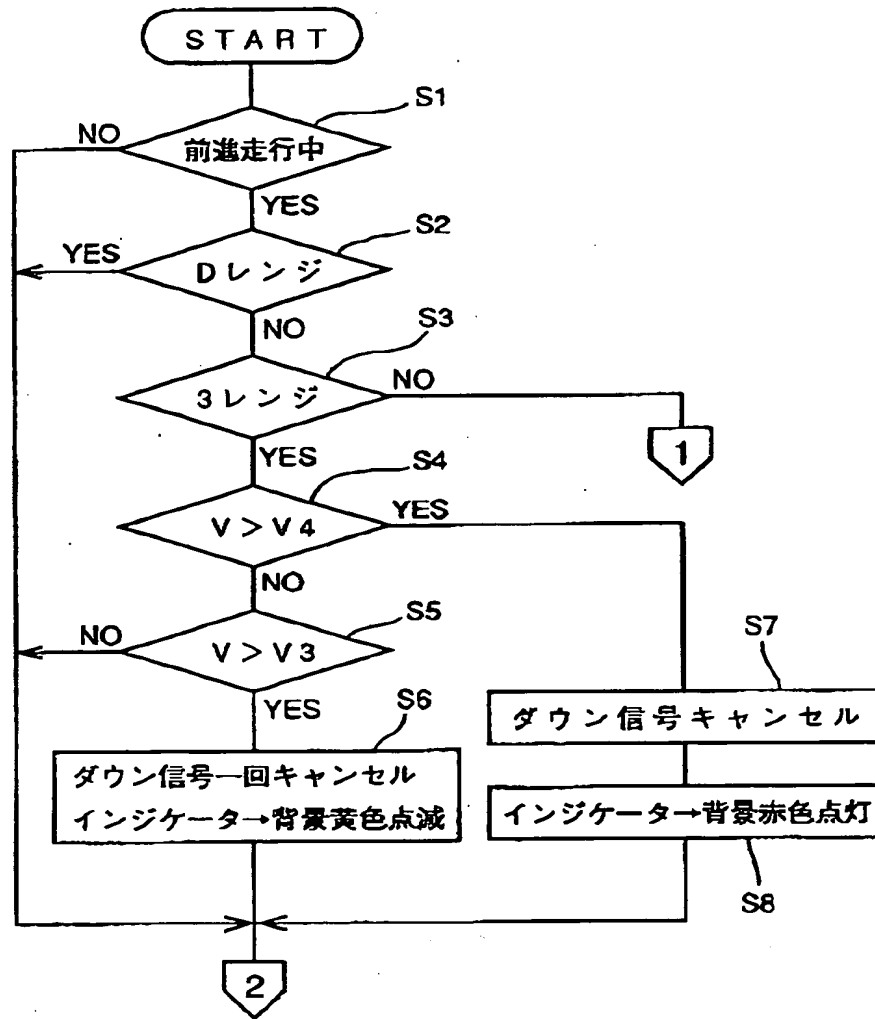 START
S1
前進走行中
NO
YES
S2
Dレンジ
YES
NO
S3
3レンジ
NO
1
YES
S4
V>V4
YES
NO
S5
V>V3
NO
YES
S6
ダウン信号一回キャンセル
インジケータ→背景黄色点滅
S7
ダウン信号キャンセル
インジケータ→背景赤色点灯
S8
2